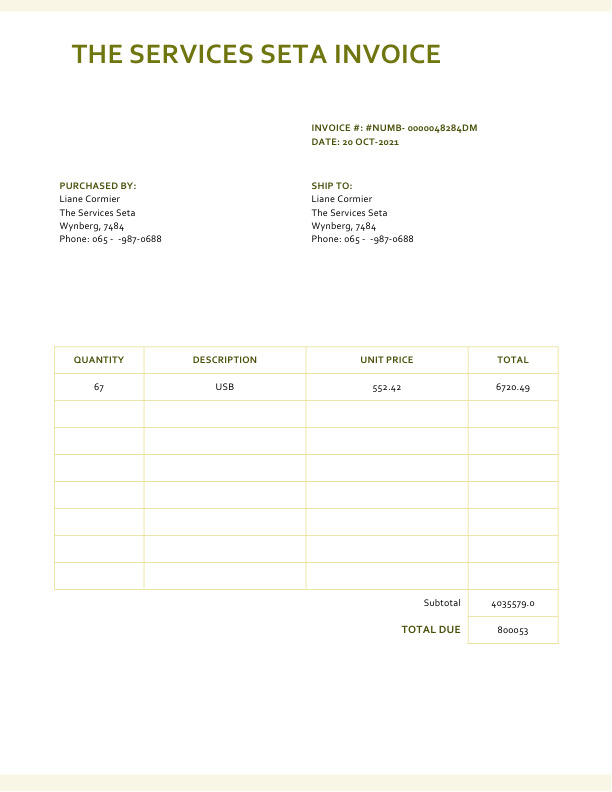 THE SERVICES SETA INVOICE
INVOICE #: #NUMB- 0000048284DM
DATE: 20 OCT-2021
PURCHASED BY:
Liane Cormier
The Services Seta
Wynberg, 7484
Phone: 065 -  -987-0688
SHIP TO:
Liane Cormier
The Services Seta
Wynberg, 7484
Phone: 065 -  -987-0688
QUANTITY DESCRIPTION UNIT PRICE TOTAL
67 USB 552.42 6720.49
Subtotal 4035579.0
TOTAL DUE 800053